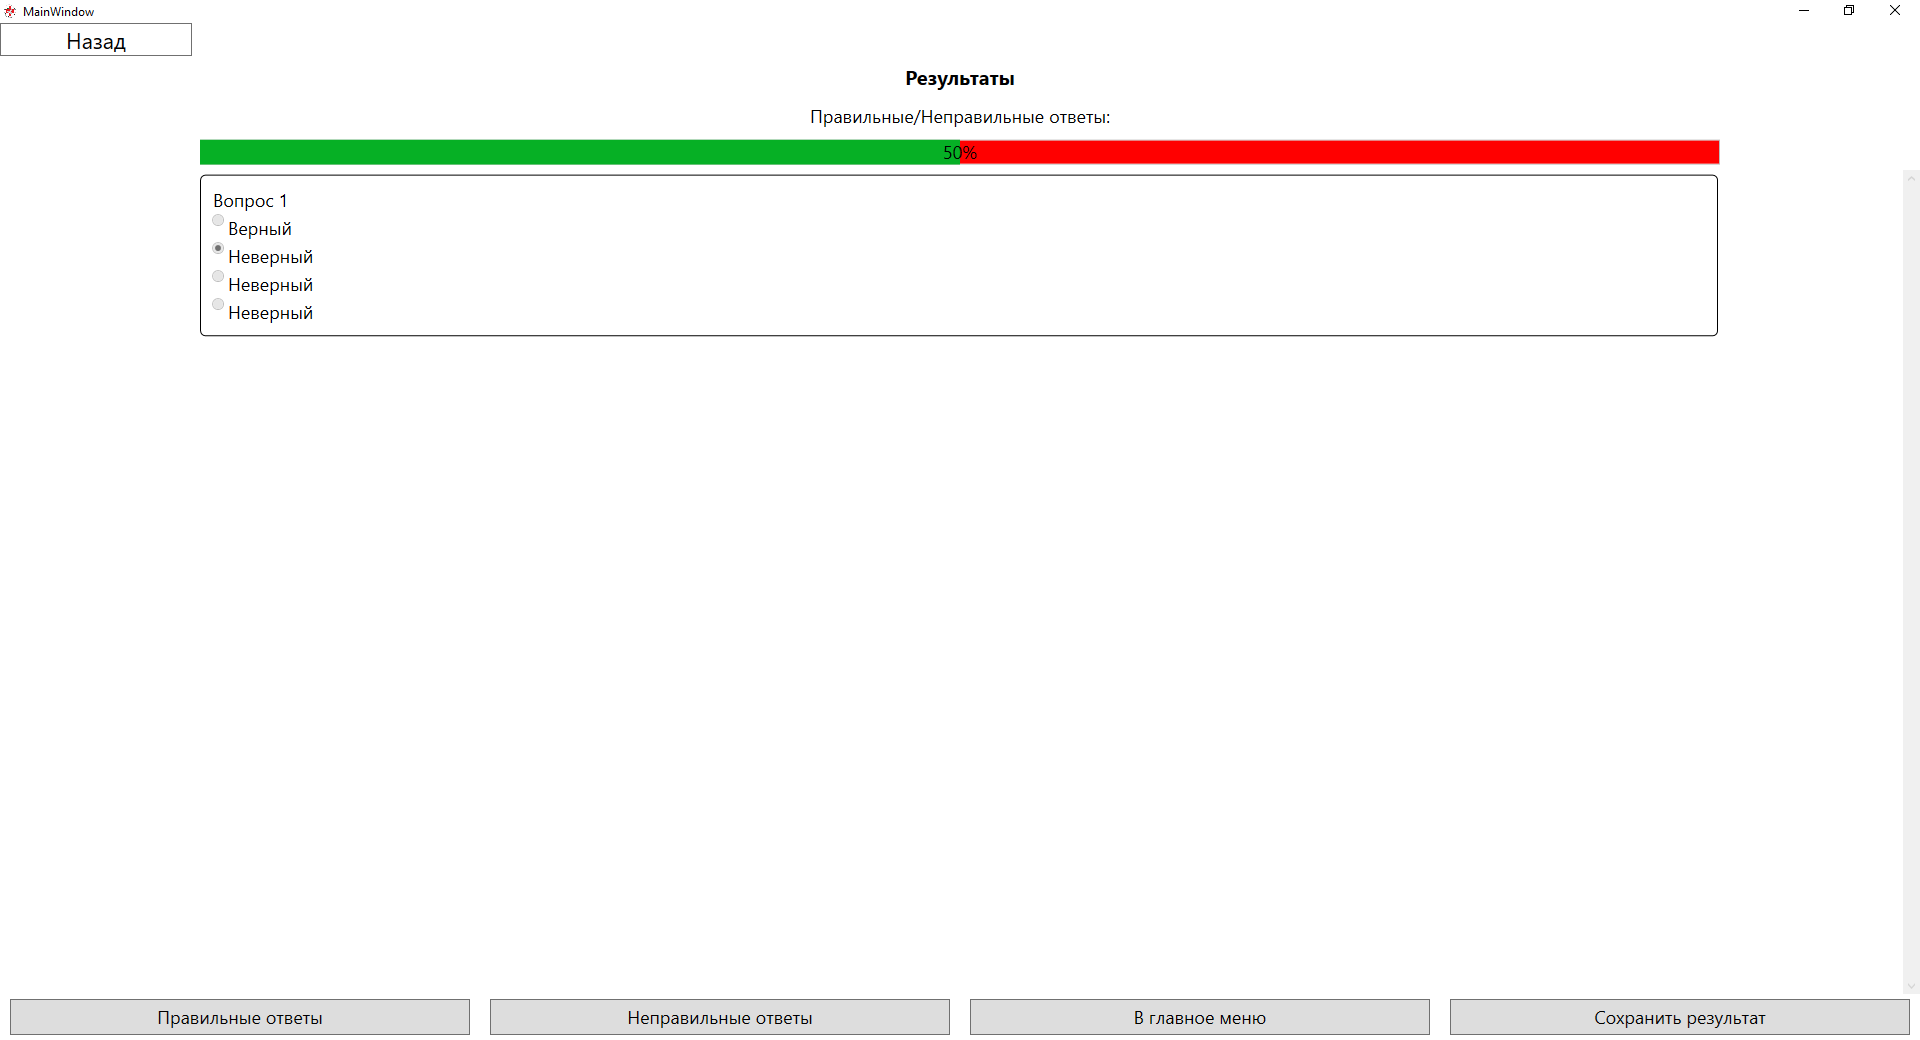 MainWindow
Назад
Результаты
Правильные/Неправильные ответы:
50%
Вопрос 1
Верный
Неверный
Неверный
Неверный
Правильные ответы
Неправильные ответы
В главное меню
Сохранить результат